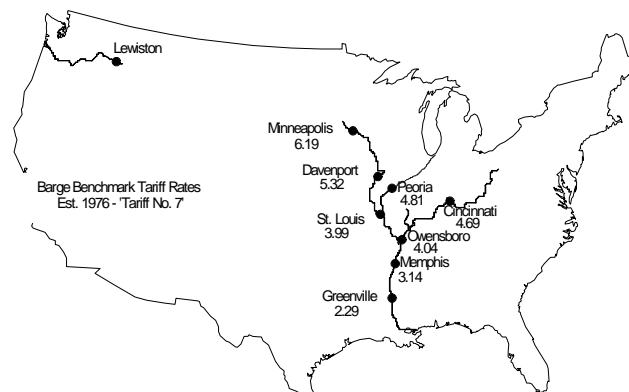 Lewiston
Minneapolis
6.19
Davenport
5.32
Barge Benchmark Tariff Rates
Est. 1976 - 'Tariff No. 7'
Peoria
4.81
Cincinnati
4.69
St. Louis
3.99
Owensboro
4.04
Memphis
3.14
Greenville
2.29